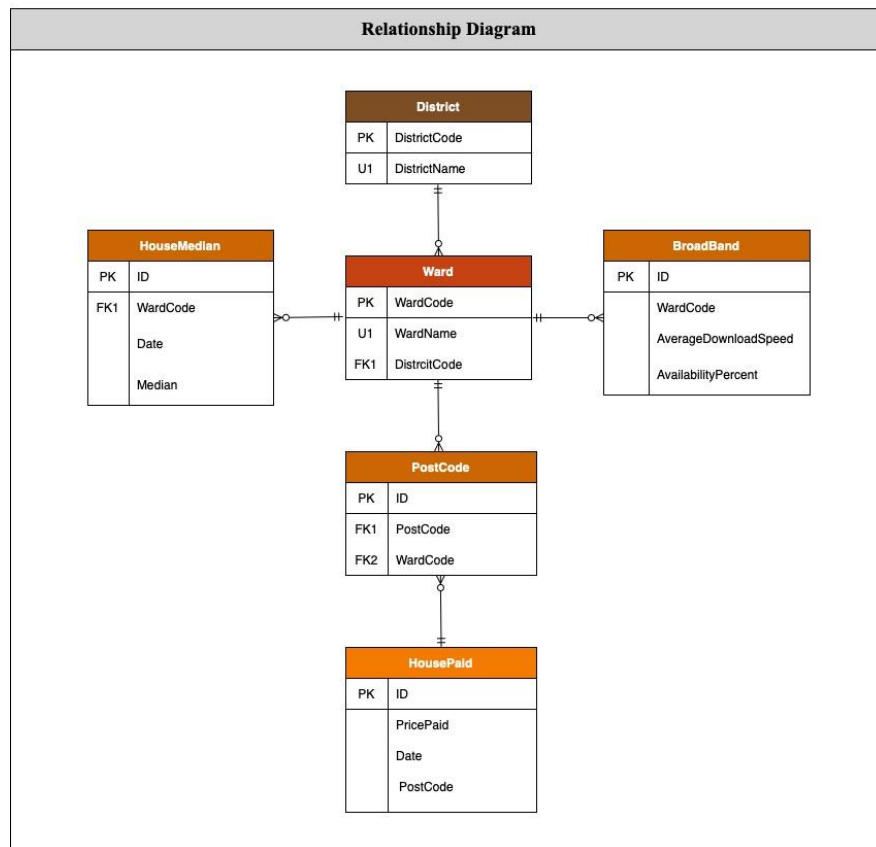 Relationship Diagram
District
PK DistrictCode
U1 DistrictName
HouseMedian
PK ID
FK1 WardCode
Date
Median
Ward
PK WardCode
U1 WardName
FK1 DistrcitCode
BroadBand
PK ID
WardCode
AverageDownloadSpeed
AvailabilityPercent
PostCode
PK ID
FK1 PostCode
FK2 WardCode
HousePaid
PK ID
PricePaid
Date
PostCode